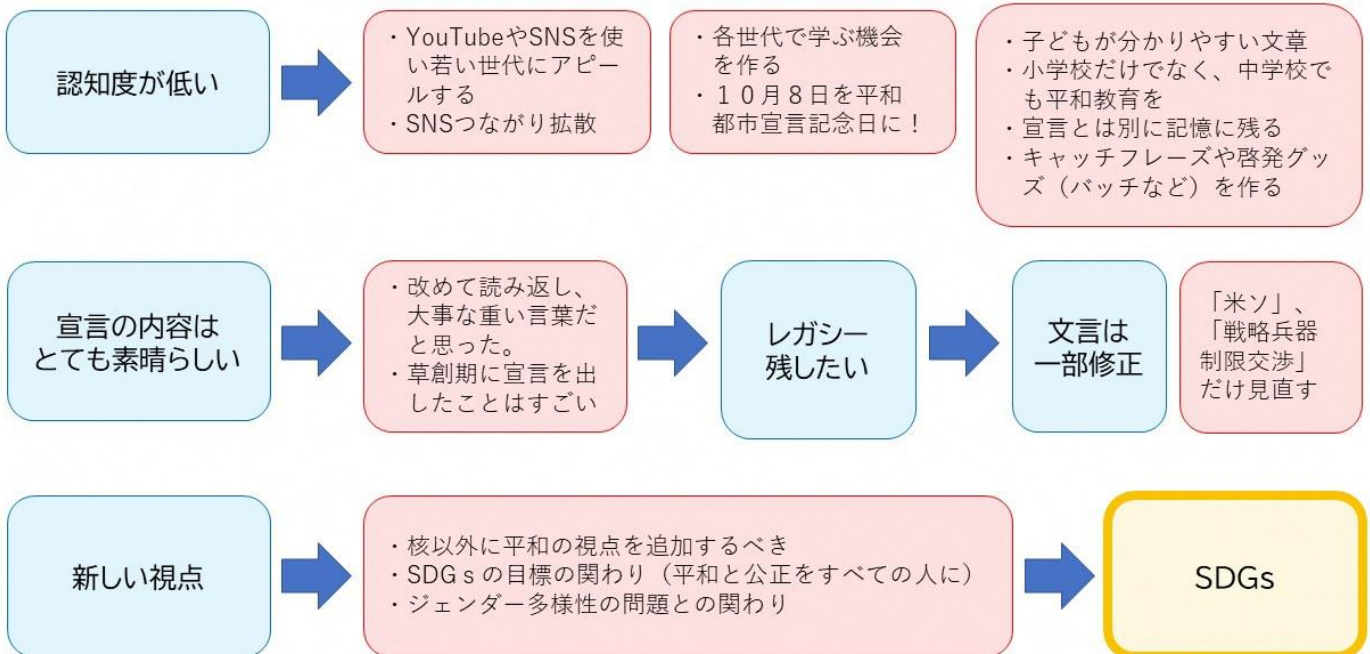 認知度が低い
・YouTubeやSNSを使
い若い世代にアピー
ルする
・SNSつながり拡散
・各世代で学ぶ機会
を作る
・１０月８日を平和
都市宣言記念日に！
・子どもが分かりやすい文章
・小学校だけでなく、中学校で
も平和教育を
・宣言とは別に記憶に残る
・キャッチフレーズや啓発グッ
ズ（バッチなど）を作る
宣言の内容は
とても素晴らしい
・改めて読み返し、
大事な重い言葉だ
と思った。
・草創期に宣言を出
したことはすごい
レガシー
残したい
文言は
一部修正
「米ソ」、
「戦略兵器
制限交渉」
だけ見直す
新しい視点
・核以外に平和の視点を追加するべき
・SDGｓの目標の関わり（平和と公正をすべての人に）
・ジェンダー多様性の問題との関わり
SDGs